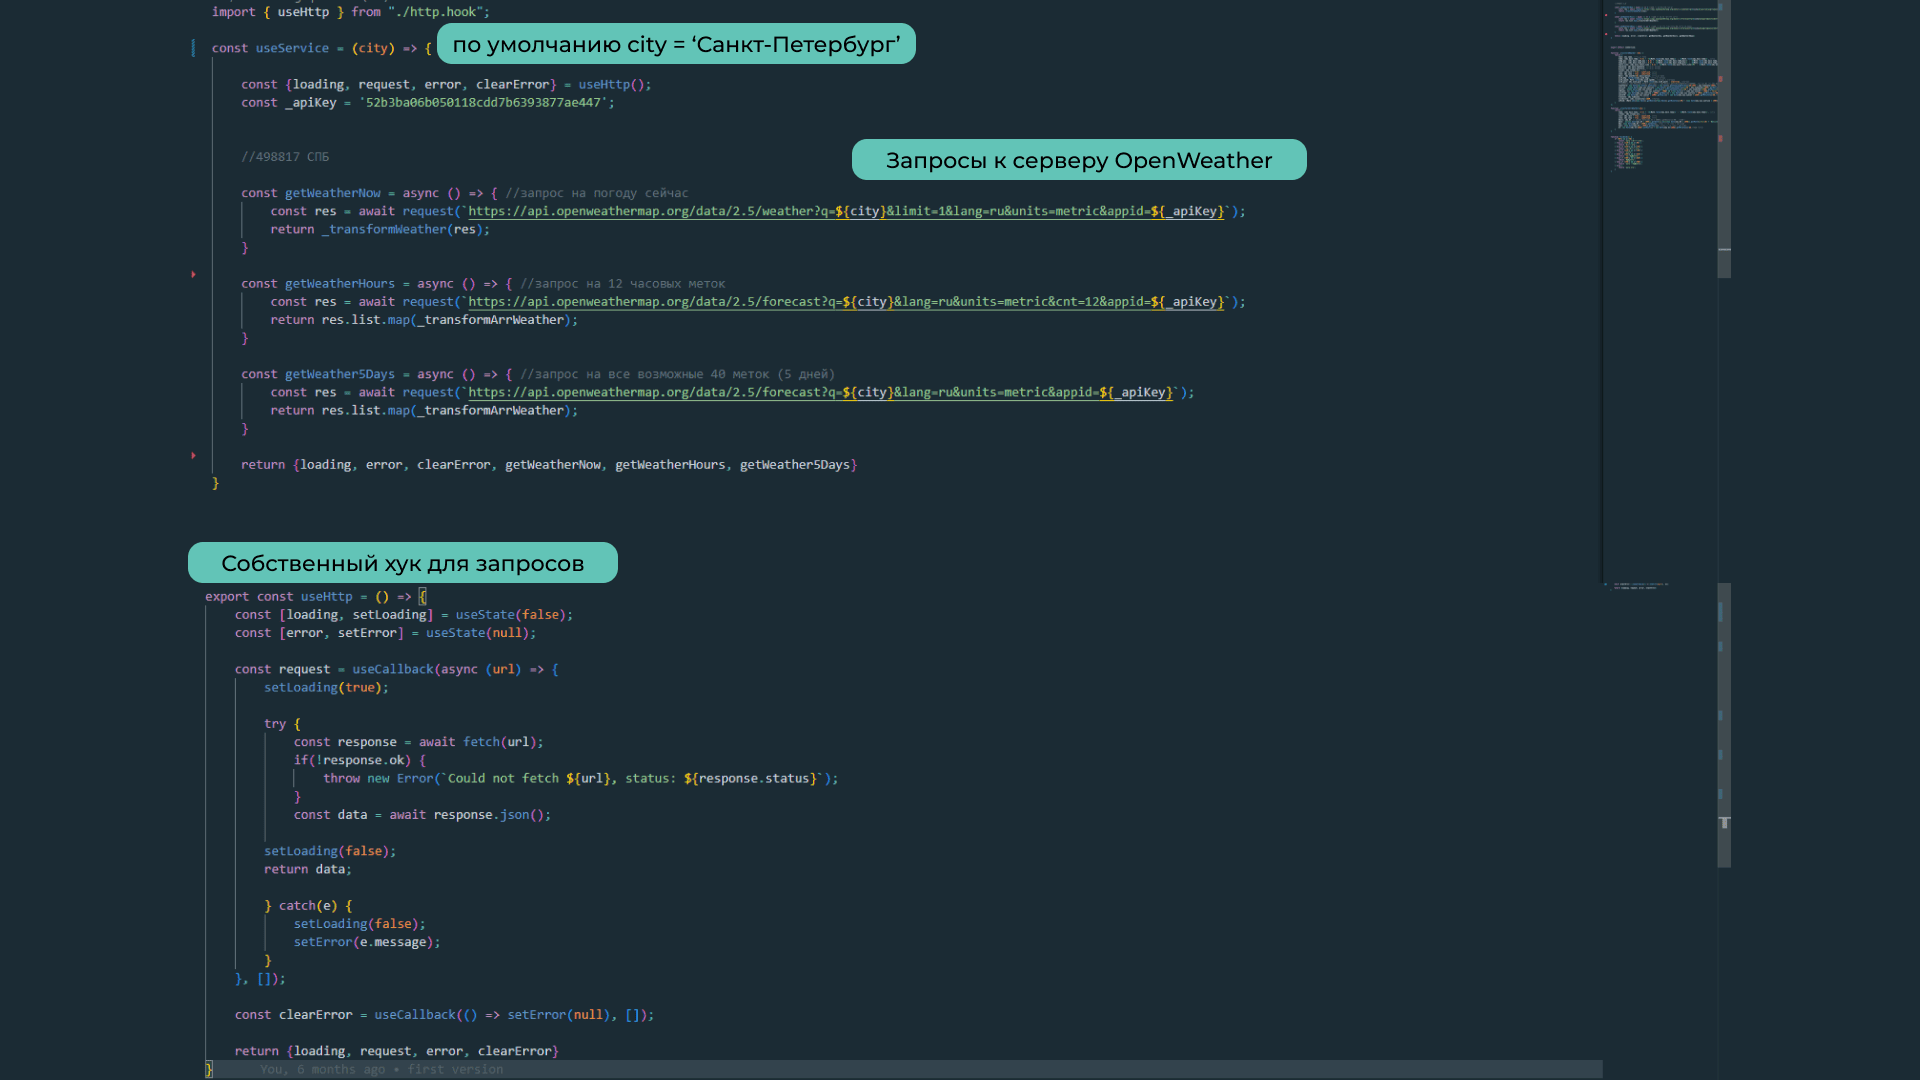 import { useHttp } from "./http.hook";
const useService = (city) => {
по умолчанию city = ‘Санкт-Петербург’
const {loading, request, error, clearError} = useHttp();
const _apiKey = '52b3ba06b050118cdd7b6393877ae447';
//498817 СПБ
Запросы к серверу OpenWeather
const getWeatherNow = async () => { //запрос на погоду сейчас
const res = await request(`https://api.openweathermap.org/data/2.5/weather?q=${city}&limit=1&lang=ru&units=metric&appid=${_apiKey}`);
return _transformWeather(res);
}
const getWeatherHours = async () => { //запрос на 12 часовых меток
const res = await request(`https://api.openweathermap.org/data/2.5/forecast?q=${city}&lang=ru&units=metric&cnt=12&appid=${_apiKey}`);
return res.list.map(_transformArrWeather);
}
const getWeather5Days = async () => { //запрос на все возможные 40 меток (5 дней)
const res = await request(`https://api.openweathermap.org/data/2.5/forecast?q=${city}&lang=ru&units=metric&appid=${_apiKey}`);
return res.list.map(_transformArrWeather);
}
return {loading, error, clearError, getWeatherNow, getWeatherHours, getWeather5Days}
}
Собственный хук для запросов
export const useHttp = () => {
const [loading, setLoading] = useState(false);
const [error, setError] = useState(null);
const request = useCallback(async (url) => {
setLoading(true);
try {
const response = await fetch(url);
if(!response.ok) {
throw new Error(`Could not fetch ${url}, status: ${response.status}`);
}
const data = await response.json();
setLoading(false);
return data;
} catch(e) {
setLoading(false);
setError(e.message);
}
}, []);
const clearError = useCallback(() => setError(null), []);
return {loading, request, error, clearError}
} You, 6 months ago • first version